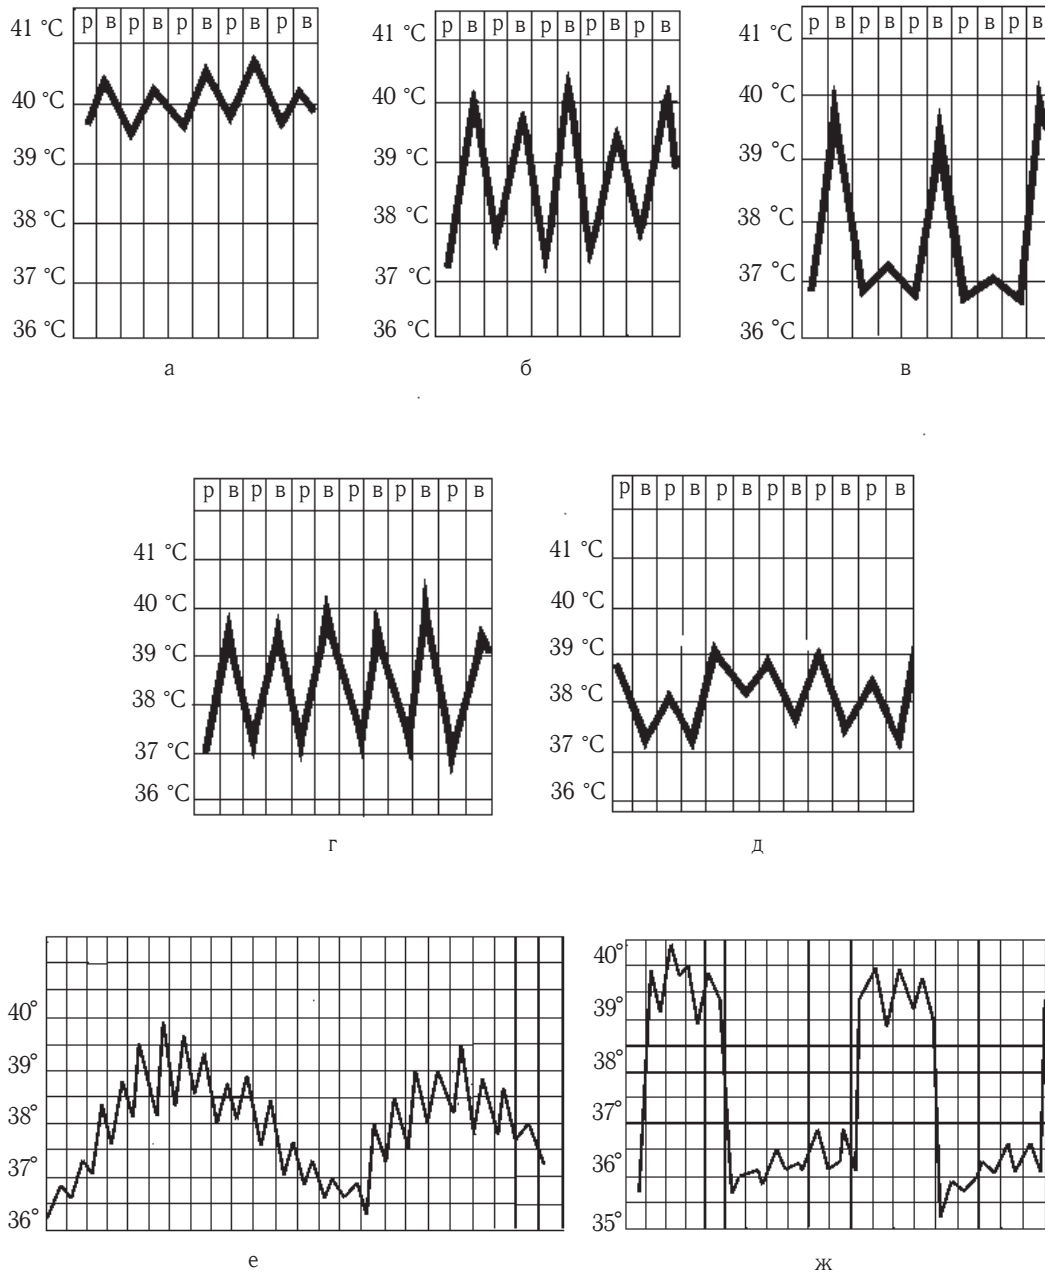 р в р в р в р в р в
41 °С
40 °С
39 °С
38 °С
37 °С
36 °С
а
р в р в р в р в р в
41 °С
40 °С
39 °С
38 °С
37 °С
36 °С
б
р в р в р в р в р в
41 °С
40 °С
39 °С
38 °С
37 °С
36 °С
в
р в р в р в р в р в р в
41 °С
40 °С
39 °С
38 °С
37 °С
36 °С
г
р в р в р р в р в р в
41 °С
40 °С
39 °С
38 °С
37 °С
36 °С
д
40°
39°
38°
37°
36°
е
40°
39°
38°
37°
36°
35°
ж